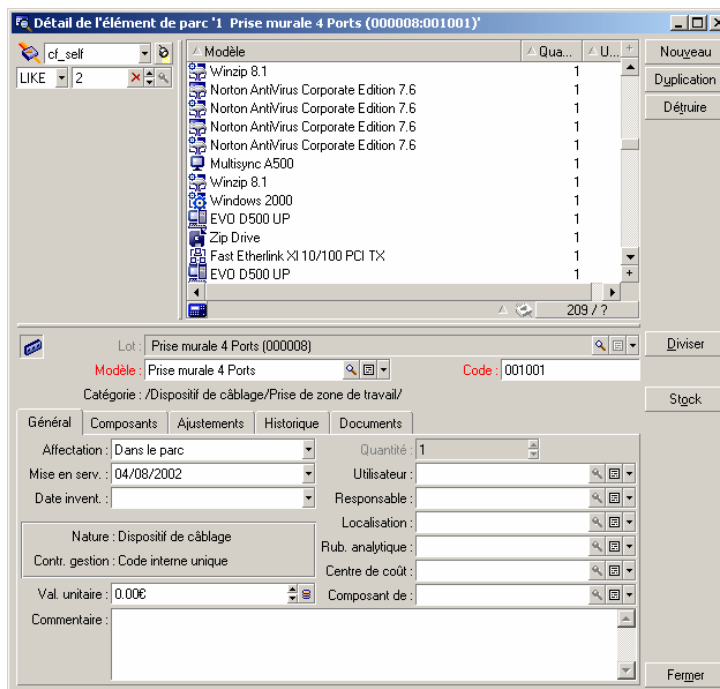 Détail de l'élément de parc '1 Prise murale 4 Ports (000008:001001)'
cf_self
LIKE 2
Modèle Qua... U...
Winzip 8.1 1
Norton AntiVirus Corporate Edition 7.6 1
Norton AntiVirus Corporate Edition 7.6 1
Norton AntiVirus Corporate Edition 7.6 1
Norton AntiVirus Corporate Edition 7.6 1
Multisync A500 1
Winzip 8.1 1
Windows 2000 1
EVO D500 UP 1
Zip Drive 1
Fast Etherlink XI 10/100 PCI TX 1
EVO D500 UP 1
209 / ?
Nouveau
Duplication
Détruire
Lot : Prise murale 4 Ports (000008)
Modèle : Prise murale 4 Ports Code : 001001
Catégorie : /Dispositif de câblage/Prise de zone de travail/
Diviser
Stock
Général Composants Ajustements Historique Documents
Affectation : Dans le parc Quantité : 1
Mise en serv. : 04/08/2002 Utilisateur :
Date invent. : Responsable :
Localisation :
Nature : Dispositif de câblage
Rub. analytique :
Contr. gestion : Code interne unique
Centre de coût :
Val. unitaire : 0.00€ Composant de :
Commentaire :
Fermer